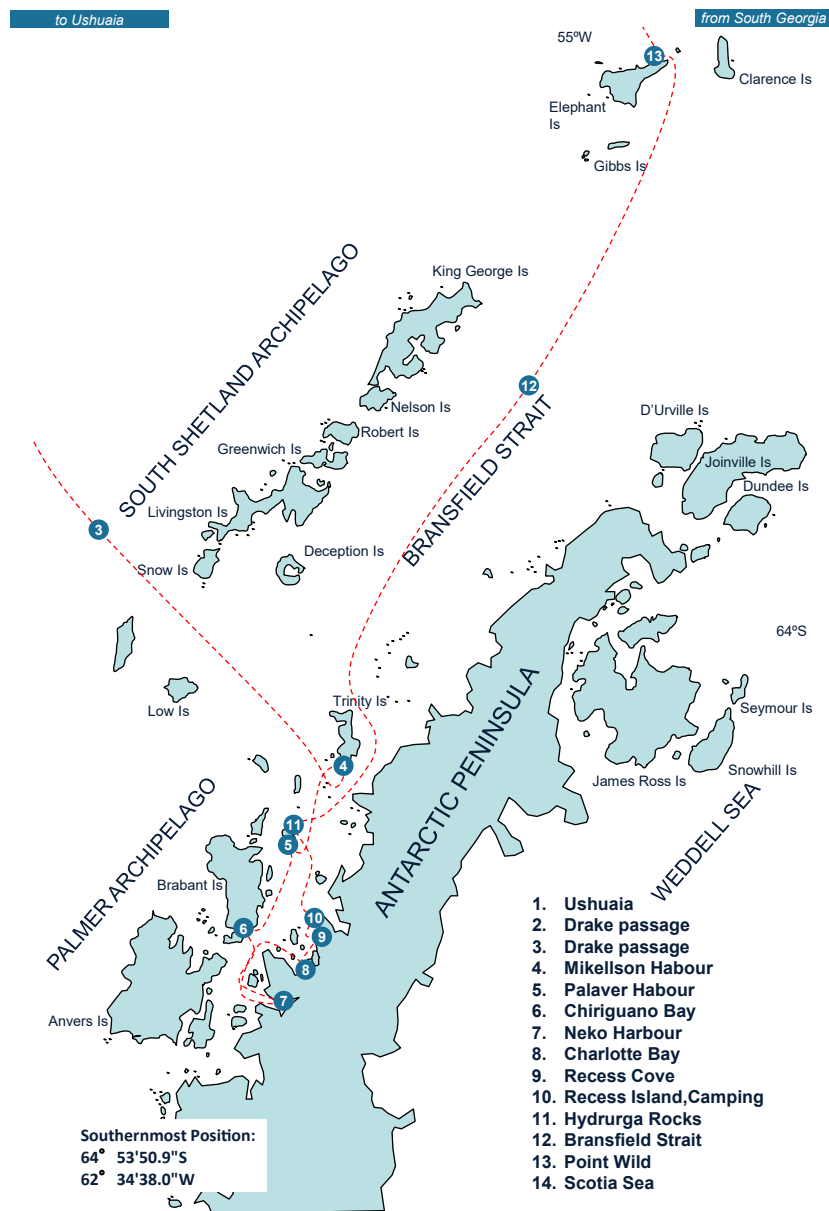 to Ushuaia
from South Georgia
55ºW
13
Clarence Is
Elephant
Is
Gibbs Is
King George Is
SOUTH SHETLAND ARCHIPELAGO
12
Nelson Is
D'Urville Is
Robert Is
Greenwich Is
Joinville Is
Dundee Is
BRANSFIELD STRAIT
Livingston Is
3
Deception Is
Snow Is
64ºS
Trinity Is
Low Is
Seymour Is
ANTARCTIC PENINSULA
4
Snowhill Is
James Ross Is
PALMER ARCHIPELAGO
11
5
WEDDELL SEA
Brabant Is
10
6
9
8
7
Anvers Is
1. Ushuaia
2. Drake passage
3. Drake passage
4. Mikellson Habour
5. Palaver Habour
6. Chiriguano Bay
7. Neko Harbour
8. Charlotte Bay
9. Recess Cove
10. Recess Island,Camping
11. Hydrurga Rocks
12. Bransfield Strait
13. Point Wild
14. Scotia Sea
Southernmost Position:
64° 53'50.9"S
62° 34'38.0"W